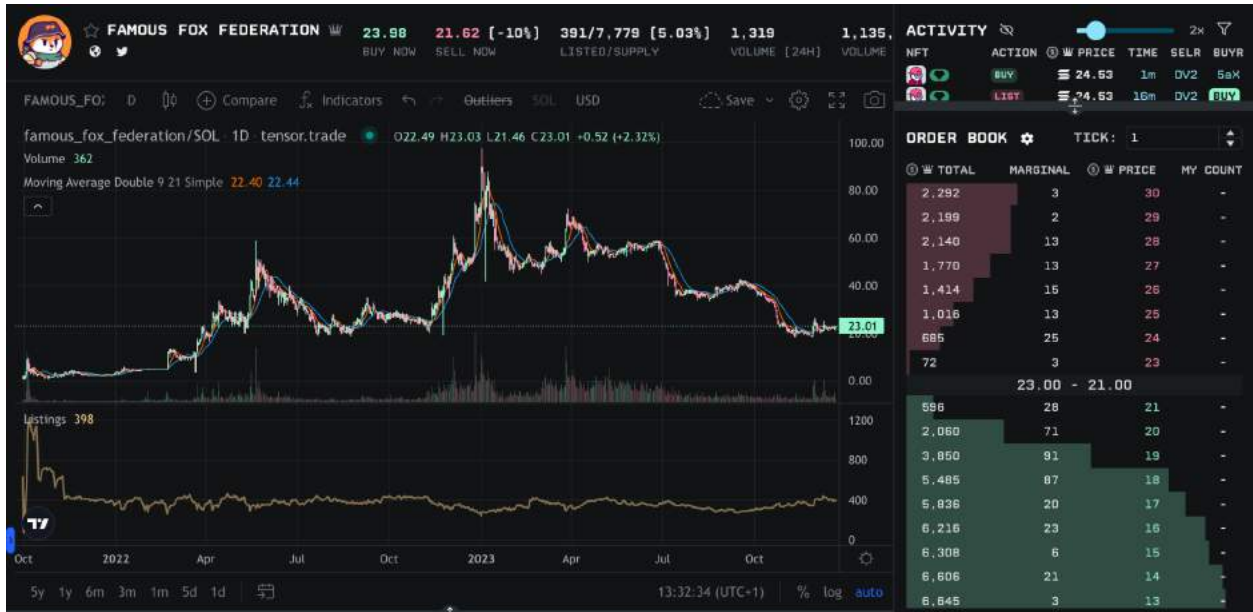 FAMOUS FOX FEDERATION
23.98
21.62 [-10%]
391/7,779 [5.03%]
1,319
1,135,
BUY NOW
SELL NOW
LISTED/SUPPLY
VOLUME [24H]
VOLUME
FAMOUS_FO
D
Compare
Indicators
Outliers
SOL
USD
Save
famous_fox_federation/SOL · 1D · tensor.trade
O22.49 H23.03 L21.46 C23.01 +0.52 (+2.32%)
Volume 362
Moving Average Double 9 21 Simple 22.40 22.44
100.00
80.00
60.00
40.00
23.01
20.00
0.00
Listings 398
1200
800
400
0
Oct 2022 Apr Jul Oct 2023 Apr Jul Oct
5y 1y 6m 3m 1m 5d 1d
13:32:34 (UTC+1)
% log auto
ACTIVITY
2x
NFT ACTION PRICE TIME SELR BUYR
BUY 24.53 1m DV2 5aX
LIST 24.53 16m DV2 BUY
ORDER BOOK
TICK: 1
TOTAL MARGINAL PRICE MY COUNT
2,292 3 30 -
2,199 2 29 -
2,140 13 28 -
1,770 13 27 -
1,414 15 26 -
1,016 13 25 -
685 25 24 -
72 3 23 -
23.00 - 21.00
596 28 21 -
2,060 71 20 -
3,850 91 19 -
5,485 87 18 -
5,836 20 17 -
6,216 23 16 -
6,308 6 15 -
6,606 21 14 -
6,645 3 13 -